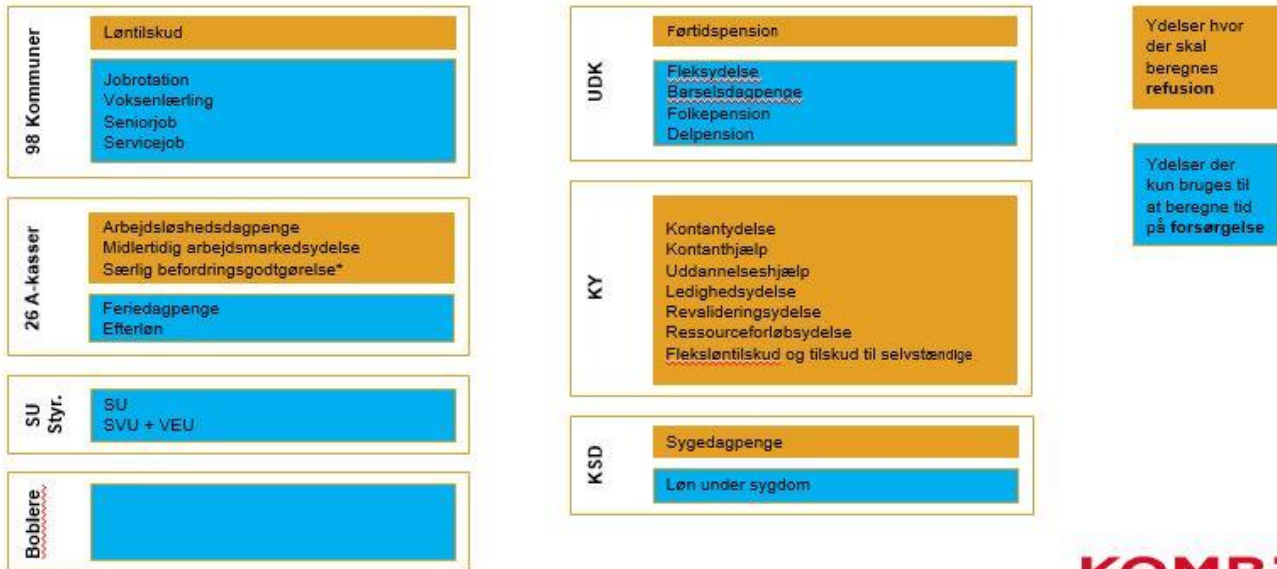 98 Kommuner
Løntilskud
Jobrotation
Voksenlærling
Seniorjob
Servicejob
26 A-kasser
Arbejdsløshedsdagpenge
Midlertidig arbejdsmarkedsydelse
Særlig befordringsgodtgørelse*
Feriedagpenge
Efterløn
SU
Styr.
SU
SVU + VEU
Boblere
UDK
Førtidspension
Fleksydelse
Barselsdagpenge
Folkepension
Delpension
KY
Kontantydelse
Kontanthjælp
Uddannelseshjælp
Ledighedsydelse
Revalideringsydelse
Ressourceforløbsydelse
Fleksløntilskud og tilskud til selvstændige
KSD
Sygedagpenge
Løn under sygdom
Ydelser hvor
der skal
beregnes
refusion
Ydelser der
kun bruges til
at beregne tid
på forsørgelse